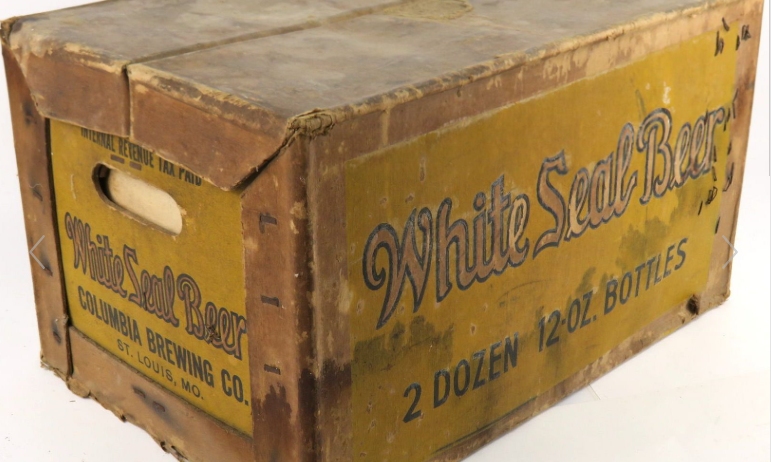 INTERNAL REVENUE TAX PAID
White Seal Beer
COLUMBIA BREWING CO.
ST. LOUIS, MO.
White Seal Beer
2 DOZEN 12-OZ. BOTTLES